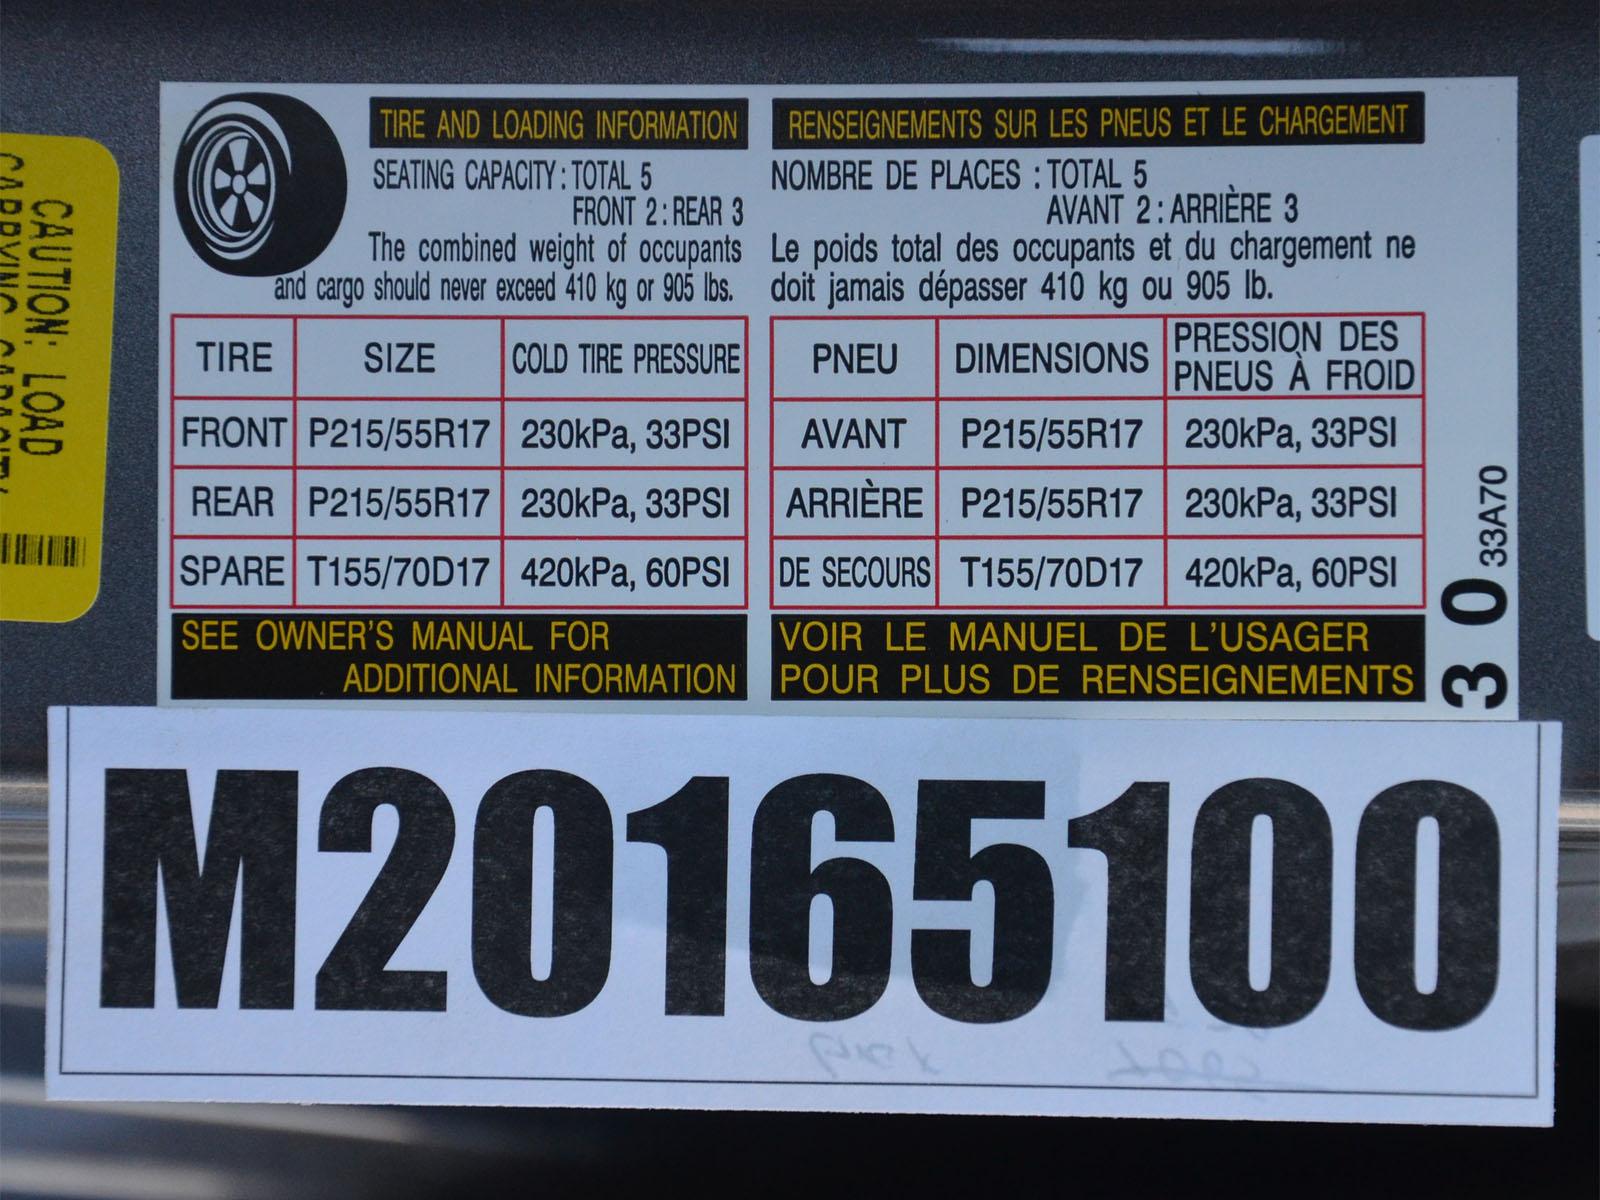 CAUTION: LOAD
TIRE AND LOADING INFORMATION
SEATING CAPACITY: TOTAL 5
FRONT 2: REAR 3
The combined weight of occupants
and cargo should never exceed 410 kg or 905 lbs.
TIRE SIZE COLD TIRE PRESSURE
FRONT P215/55R17 230kPa, 33PSI
REAR P215/55R17 230kPa, 33PSI
SPARE T155/70D17 420kPa, 60PSI
SEE OWNER'S MANUAL FOR
ADDITIONAL INFORMATION
RENSEIGNEMENTS SUR LES PNEUS ET LE CHARGEMENT
NOMBRE DE PLACES : TOTAL 5
AVANT 2 : ARRIÈRE 3
Le poids total des occupants et du chargement ne
doit jamais dépasser 410 kg ou 905 lb.
PNEU DIMENSIONS PRESSION DES
PNEUS À FROID
AVANT P215/55R17 230kPa, 33PSI
ARRIÈRE P215/55R17 230kPa, 33PSI
DE SECOURS T155/70D17 420kPa, 60PSI
VOIR LE MANUEL DE L'USAGER
POUR PLUS DE RENSEIGNEMENTS
3 0 33A70
M20165100